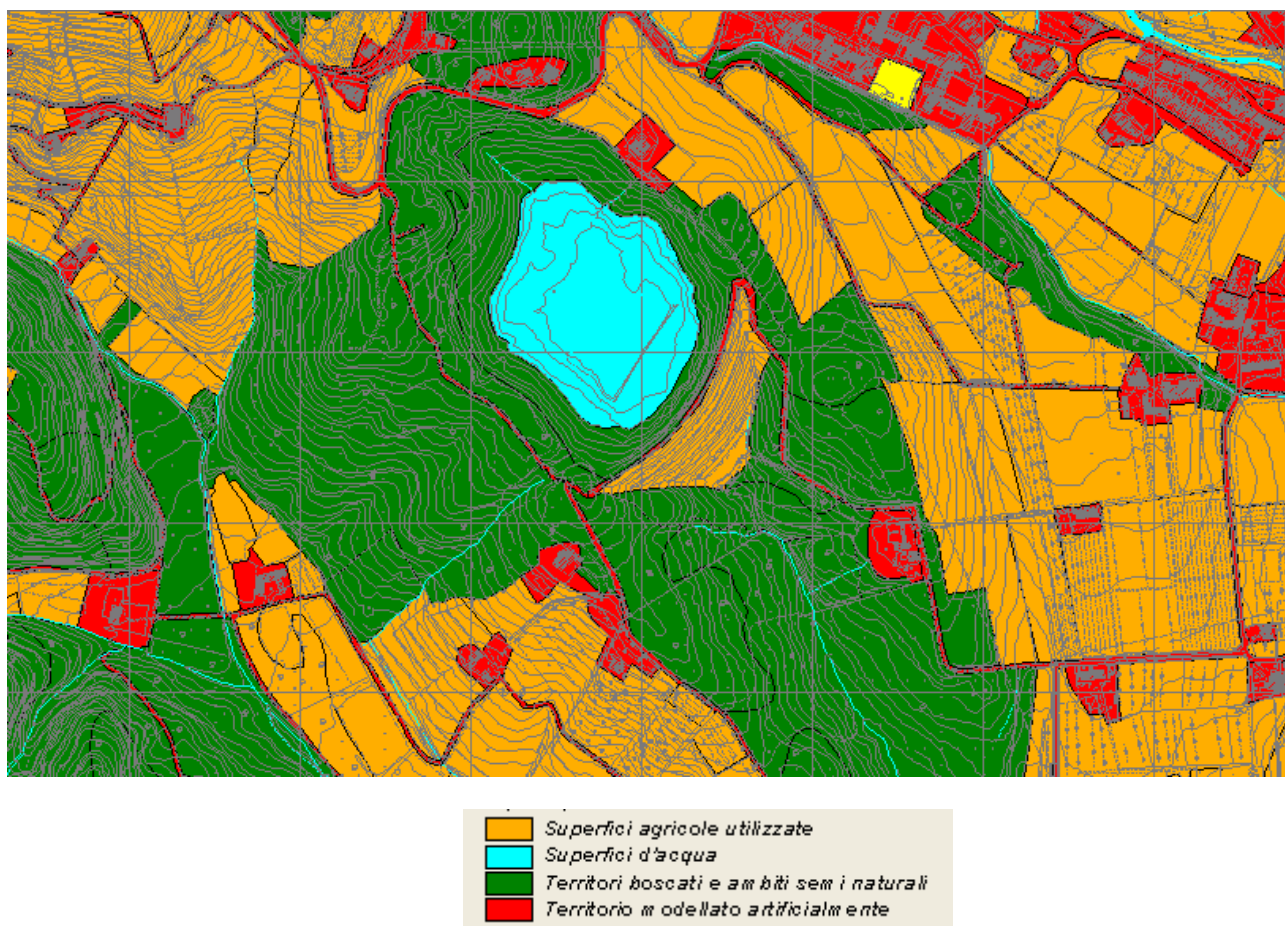 Superfici agricole utilizzate
Superfici d'acqua
Territori boscati e ambiti semi naturali
Territorio modellato artificialmente